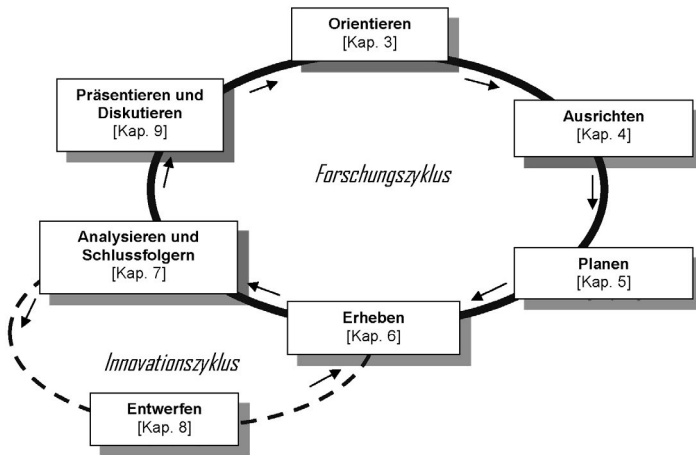 Orientieren
[Kap. 3]
Präsentieren und
Diskutieren
[Kap. 9]
Ausrichten
[Kap. 4]
Forschungszyklus
Analysieren und
Schlussfolgern
[Kap. 7]
Planen
[Kap. 5]
Erheben
[Kap. 6]
Innovationszyklus
Entwerfen
[Kap. 8]